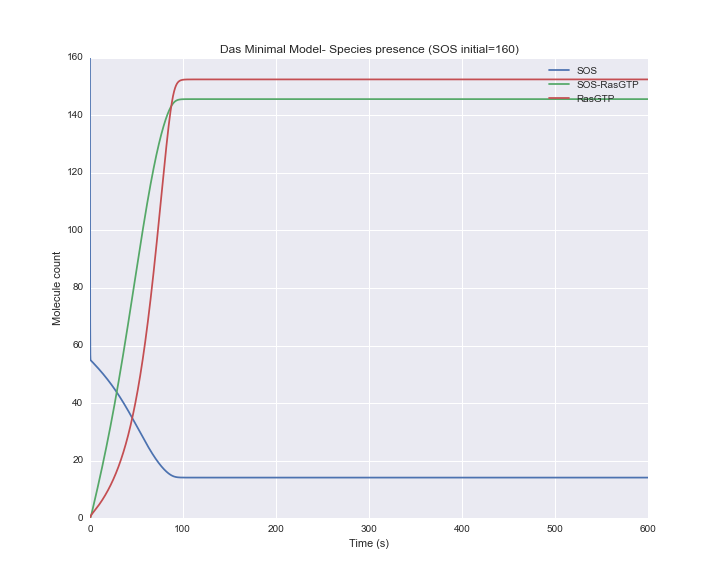 Das Minimal Model- Species presence (SOS initial=160)
160
140
120
100
80
60
40
20
0
Molecule count
SOS
SOS-RasGTP
RasGTP
0 100 200 300 400 500 600
Time (s)